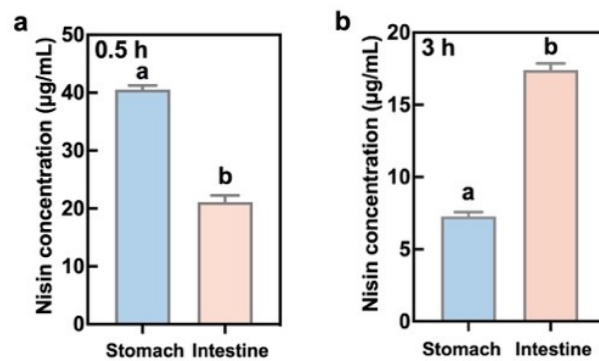 a
0.5 h
Nisin concentration (µg/mL)
50
40
30
20
10
0
a
b
Stomach Intestine
b
3 h
Nisin concentration (µg/mL)
20
15
10
5
0
a
b
Stomach Intestine